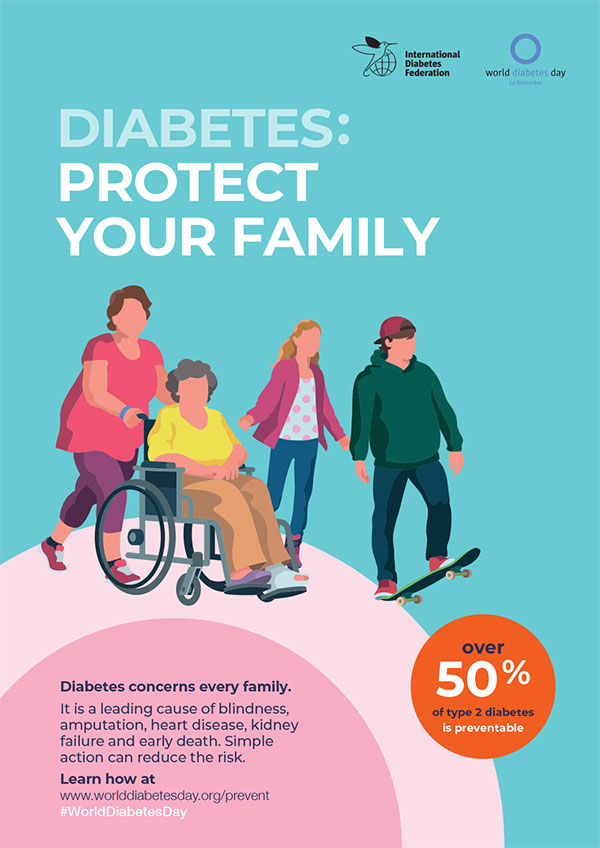 International
Diabetes
Federation
world diabetes day
14 November
DIABETES:
PROTECT
YOUR FAMILY
over
50%
of type 2 diabetes
is preventable
Diabetes concerns every family.
It is a leading cause of blindness,
amputation, heart disease, kidney
failure and early death. Simple
action can reduce the risk.
Learn how at
www.worlddiabetesday.org/prevent
#WorldDiabetesDay